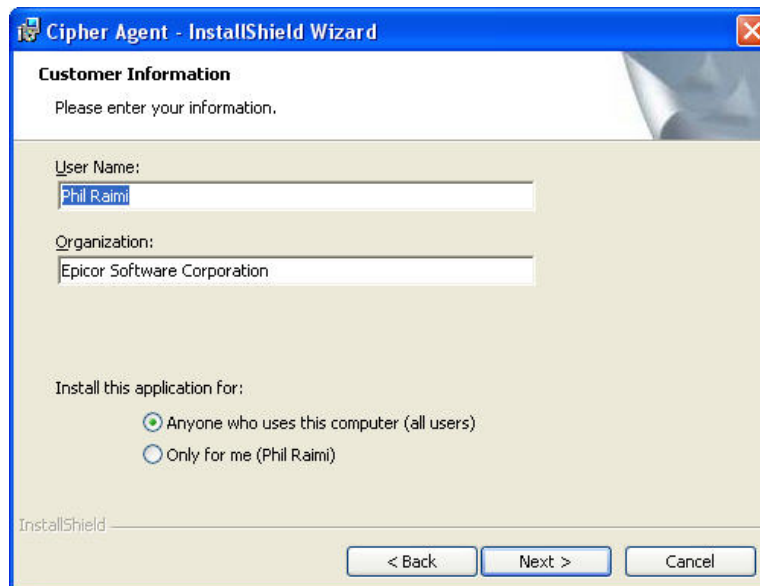 Cipher Agent - InstallShield Wizard
Customer Information
Please enter your information.
User Name:
Phil Raimi
Organization:
Epicor Software Corporation
Install this application for:
Anyone who uses this computer (all users)
Only for me (Phil Raimi)
InstallShield
< Back Next > Cancel